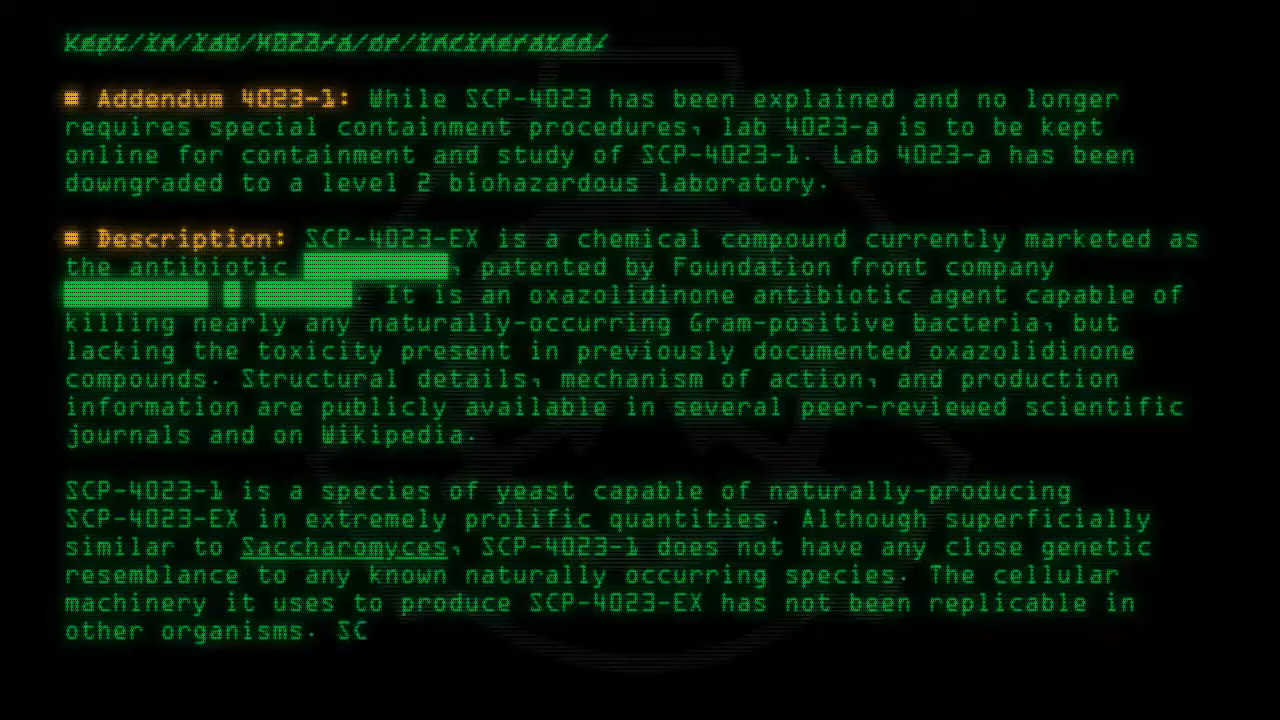 kept/in/lab/4023-a/or/incinerated/
■ Addendum 4023-1: While SCP-4023 has been explained and no longer
requires special containment procedures, lab 4023-a is to be kept
online for containment and study of SCP-4023-1. Lab 4023-a has been
downgraded to a level 2 biohazardous laboratory.
■ Description: SCP-4023-EX is a chemical compound currently marketed as
the antibiotic █████████, patented by Foundation front company
█████████ █ ██████. It is an oxazolidinone antibiotic agent capable of
killing nearly any naturally-occurring Gram-positive bacteria, but
lacking the toxicity present in previously documented oxazolidinone
compounds. Structural details, mechanism of action, and production
information are publicly available in several peer-reviewed scientific
journals and on Wikipedia.
SCP-4023-1 is a species of yeast capable of naturally-producing
SCP-4023-EX in extremely prolific quantities. Although superficially
similar to Saccharomyces, SCP-4023-1 does not have any close genetic
resemblance to any known naturally occurring species. The cellular
machinery it uses to produce SCP-4023-EX has not been replicable in
other organisms. SC